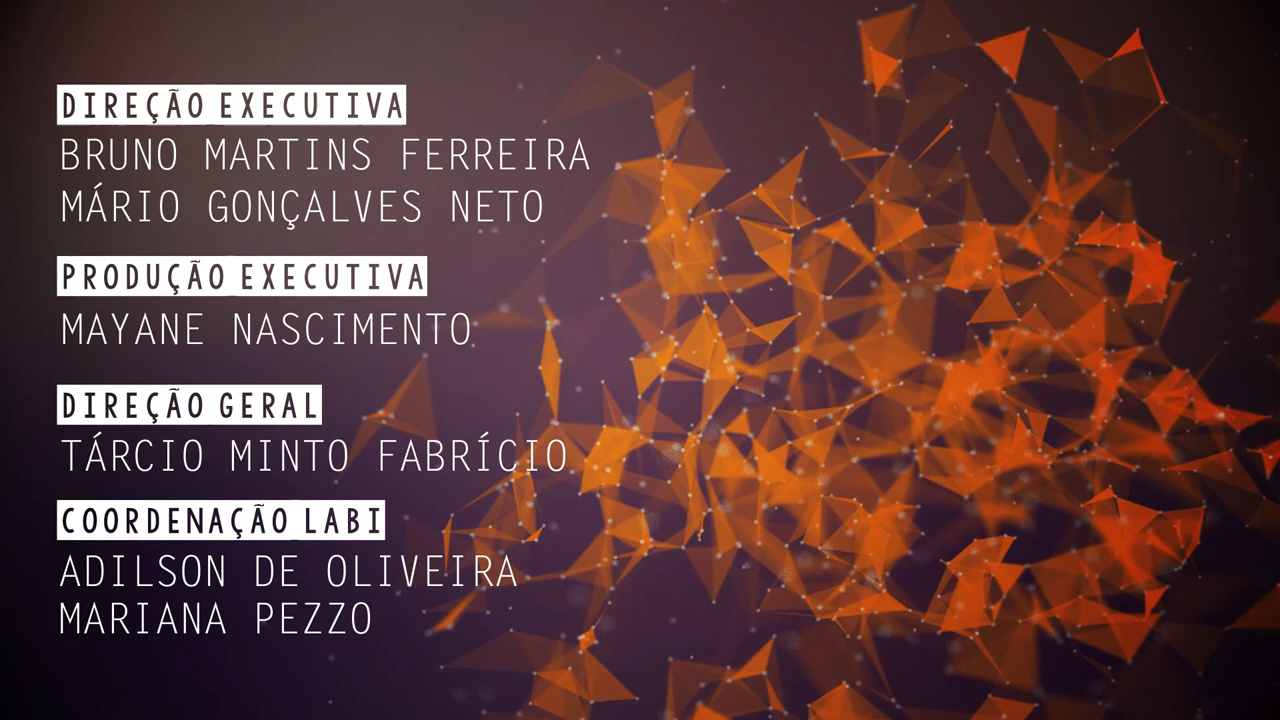 DIREÇÃO EXECUTIVA
BRUNO MARTINS FERREIRA
MÁRIO GONÇALVES NETO
PRODUÇÃO EXECUTIVA
MAYANE NASCIMENTO
DIREÇÃO GERAL
TÁRCIO MINTO FABRÍCIO
COORDENAÇÃO LABI
ADILSON DE OLIVEIRA
MARIANA PEZZO